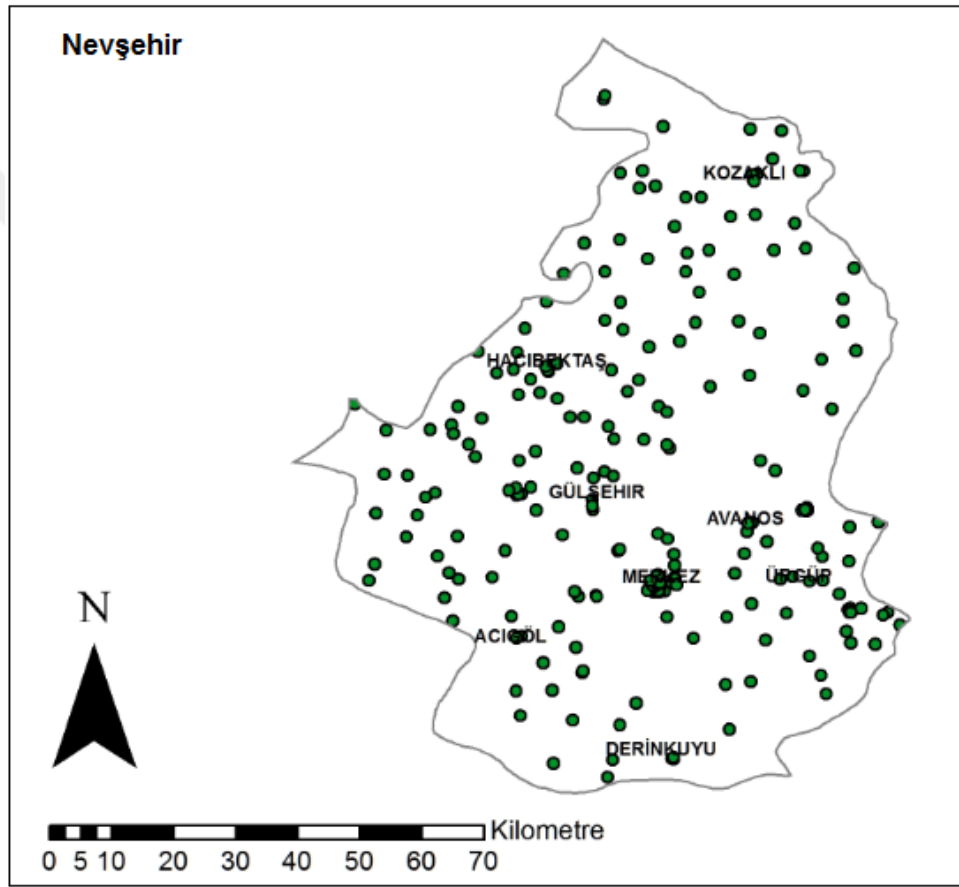 Nevşehir
KOZAKLI
HACIBEKTAŞ
GÜLŞEHIR
AVANOS
MERKEZ
ÜRGÜP
ACIGÖL
DERİNKUYU
N
Kilometre
0 5 10 20 30 40 50 60 70